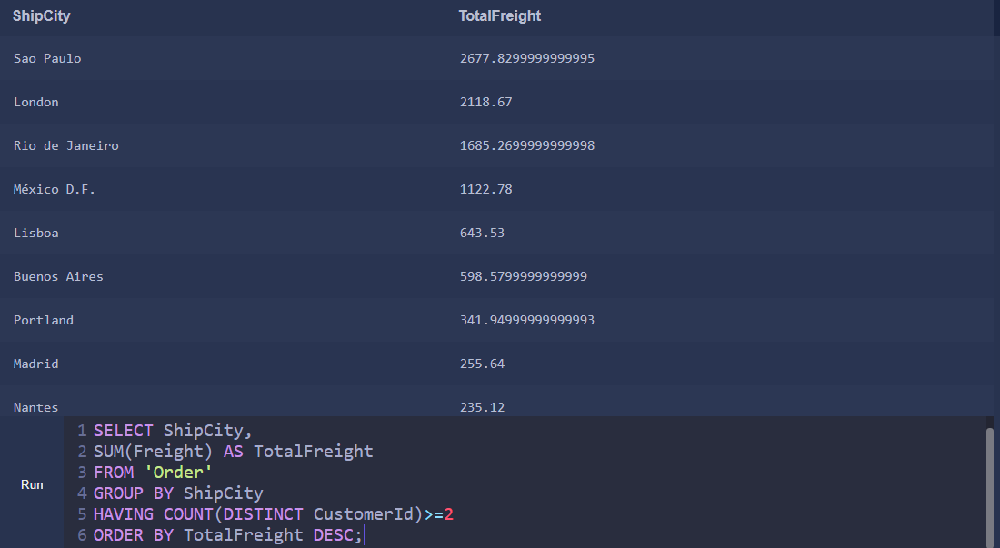 ShipCity TotalFreight
Sao Paulo 2677.8299999999995
London 2118.67
Rio de Janeiro 1685.2699999999998
México D.F. 1122.78
Lisboa 643.53
Buenos Aires 598.5799999999999
Portland 341.94999999999993
Madrid 255.64
Nantes 235.12
1 SELECT ShipCity,
2 SUM(Freight) AS TotalFreight
3 FROM 'Order'
Run
4 GROUP BY ShipCity
5 HAVING COUNT(DISTINCT CustomerId)>=2
6 ORDER BY TotalFreight DESC;